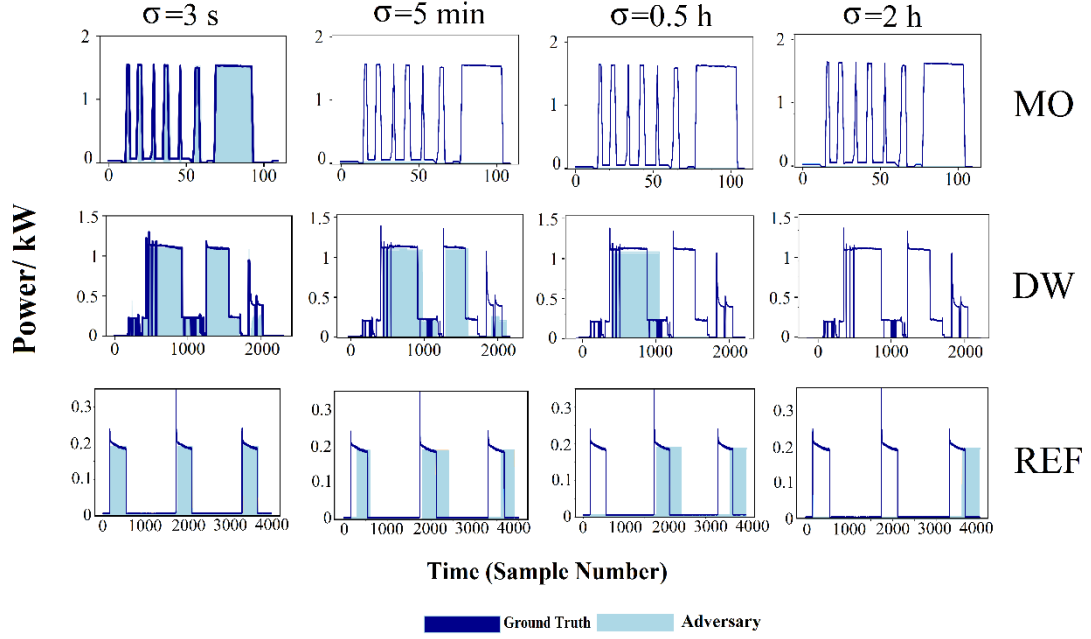 σ=3 s σ=5 min σ=0.5 h σ=2 h
2 2 2 2
1 1 1 1
0 0 0 0
0 50 100 0 50 100 0 50 100 0 50 100
MO
1.5 1.5 1.5 1.5
1 1 1 1
0.5 0.5 0.5 0.5
0 0 0 0
0 1000 2000 0 1000 2000 0 1000 2000 0 1000 2000
DW
Power/ kW
0.3 0.3 0.3 0.3
0.2 0.2 0.2 0.2
0.1 0.1 0.1 0.1
0 0 0 0
0 1000 2000 3000 4000 0 1000 2000 3000 4000 0 1000 2000 3000 4000 0 1000 2000 3000 4000
REF
Time (Sample Number)
Ground Truth Adversary